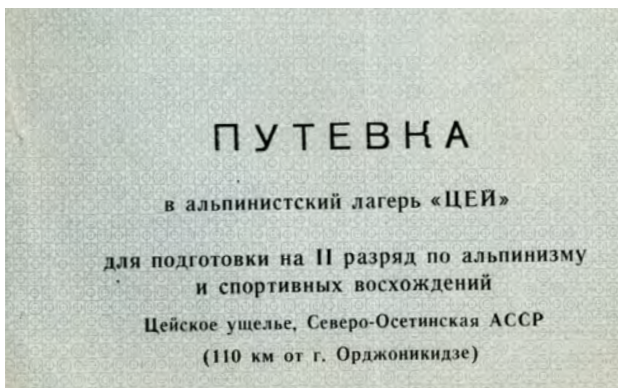 ПУТЕВКА
в альпинистский лагерь «ЦЕЙ»
для подготовки на II разряд по альпинизму
и спортивных восхождений
Цейское ущелье, Северо-Осетинская АССР
(110 км от г. Орджоникидзе)